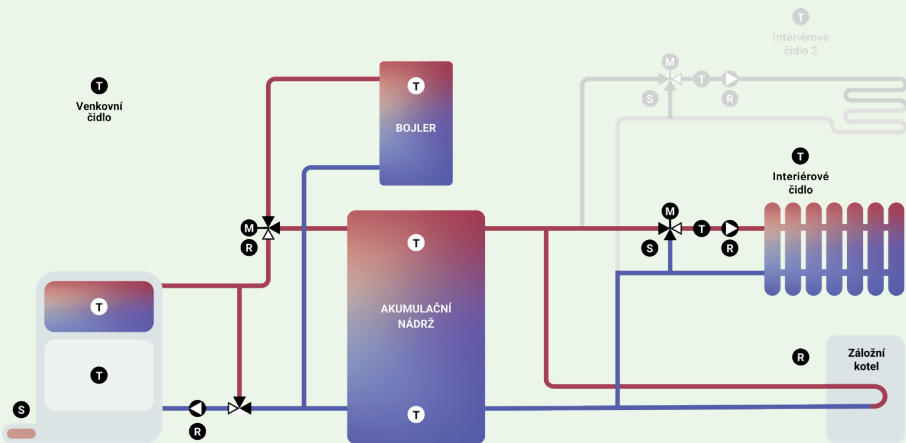 T
Interiérové
čidlo 2
M
T
S
R
T
Venkovní
čidlo
T
BOJLER
T
Interiérové
čidlo
M
R
T
M
T
S
R
T
AKUMULAČNÍ
NÁDRŽ
T
R
Záložní
kotel
S
R
T